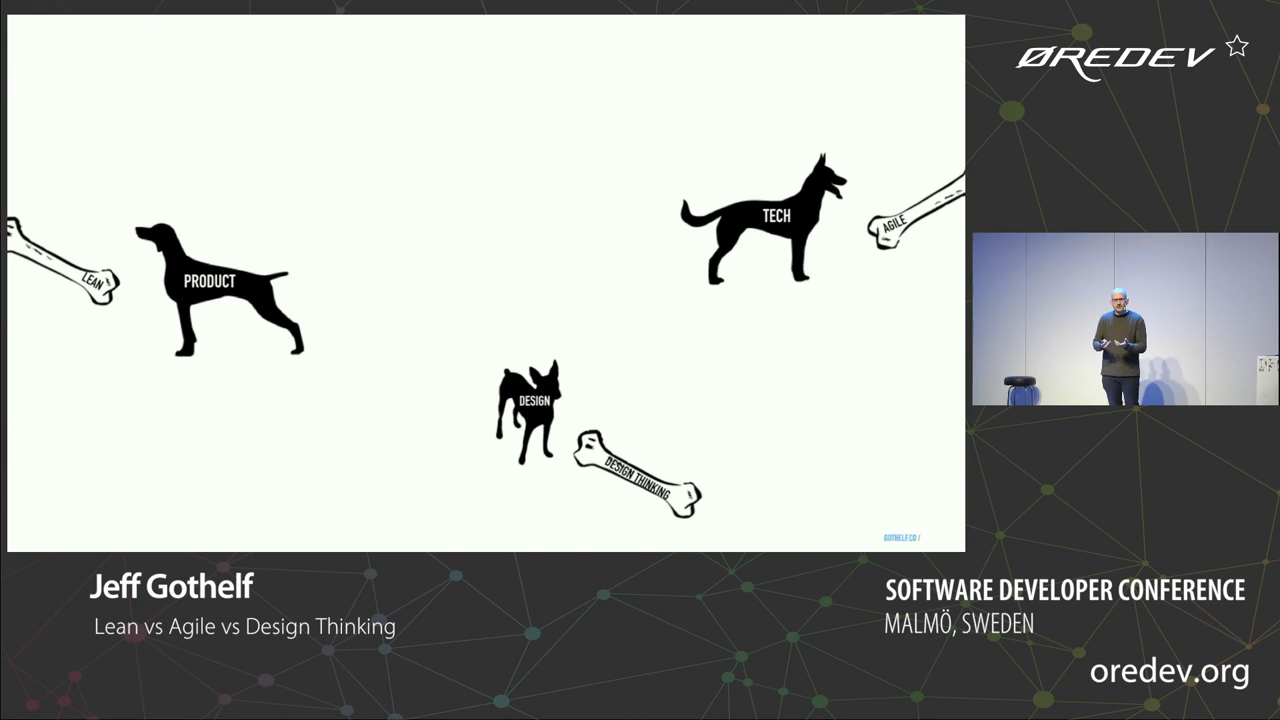 ØREDEV
TECH
AGILE
LEAN
PRODUCT
DESIGN
DESIGN THINKING
GOTHELF.CO /
Jeff Gothelf
Lean vs Agile vs Design Thinking
SOFTWARE DEVELOPER CONFERENCE
MALMÖ, SWEDEN
oredev.org